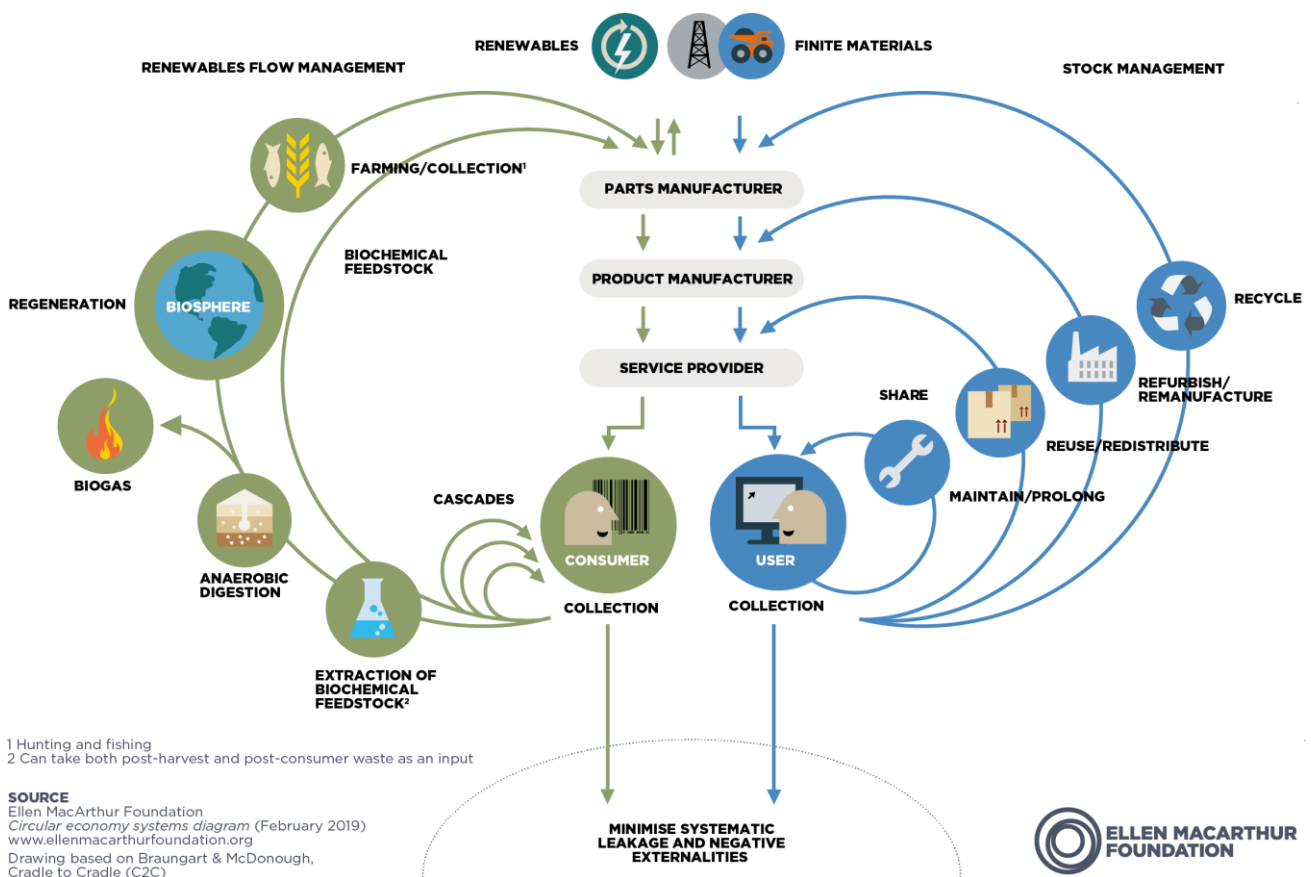 RENEWABLES
FINITE MATERIALS
RENEWABLES FLOW MANAGEMENT
STOCK MANAGEMENT
FARMING/COLLECTION¹
PARTS MANUFACTURER
BIOCHEMICAL
FEEDSTOCK
PRODUCT MANUFACTURER
REGENERATION
BIOSPHERE
RECYCLE
SERVICE PROVIDER
SHARE
REFURBISH/
REMANUFACTURE
REUSE/REDISTRIBUTE
BIOGAS
CASCADES
MAINTAIN/PROLONG
CONSUMER
USER
ANAEROBIC
DIGESTION
COLLECTION
COLLECTION
EXTRACTION OF
BIOCHEMICAL
FEEDSTOCK²
1 Hunting and fishing
2 Can take both post-harvest and post-consumer waste as an input
SOURCE
Ellen MacArthur Foundation
Circular economy systems diagram (February 2019)
www.ellenmacarthurfoundation.org
Drawing based on Braungart & McDonough,
Cradle to Cradle (C2C)
MINIMISE SYSTEMATIC
LEAKAGE AND NEGATIVE
EXTERNALITIES
ELLEN MACARTHUR
FOUNDATION